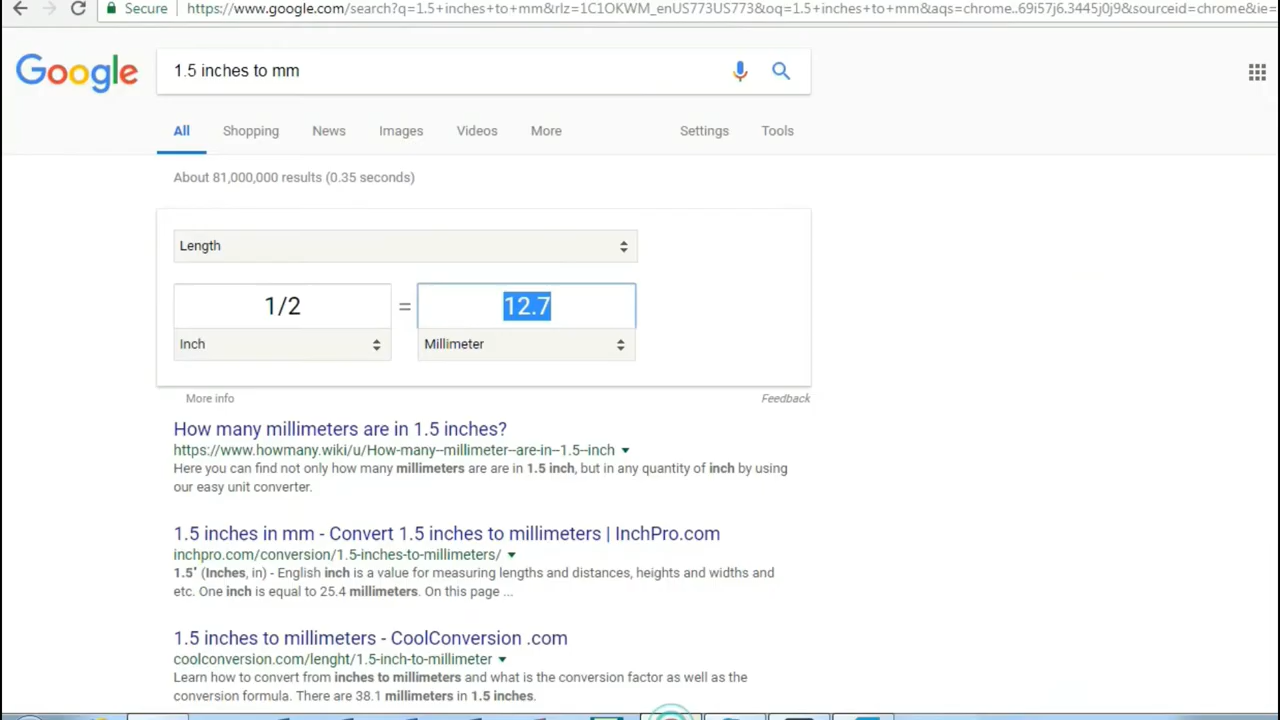 Secure https://www.google.com/search?q=1.5+inches+to+mm&rlz=1C1OKWM_enUS773US773&oq=1.5+inches+to+mm&aqs=chrome..69i57j6.3445j0j9&sourceid=chrome&ie=
Google 1.5 inches to mm
All Shopping News Images Videos More Settings Tools
About 81,000,000 results (0.35 seconds)
Length
1/2 = 12.7
Inch Millimeter
More info Feedback
How many millimeters are in 1.5 inches?
https://www.howmany.wiki/u/How-many--millimeter--are-in--1.5--inch
Here you can find not only how many millimeters are are in 1.5 inch, but in any quantity of inch by using
our easy unit converter.
1.5 inches in mm - Convert 1.5 inches to millimeters | InchPro.com
inchpro.com/conversion/1.5-inches-to-millimeters/
1.5" (Inches, in) - English inch is a value for measuring lengths and distances, heights and widths and
etc. One inch is equal to 25.4 millimeters. On this page ...
1.5 inches to millimeters - CoolConversion .com
coolconversion.com/lenght/1.5-inch-to-millimeter
Learn how to convert from inches to millimeters and what is the conversion factor as well as the
conversion formula. There are 38.1 millimeters in 1.5 inches.